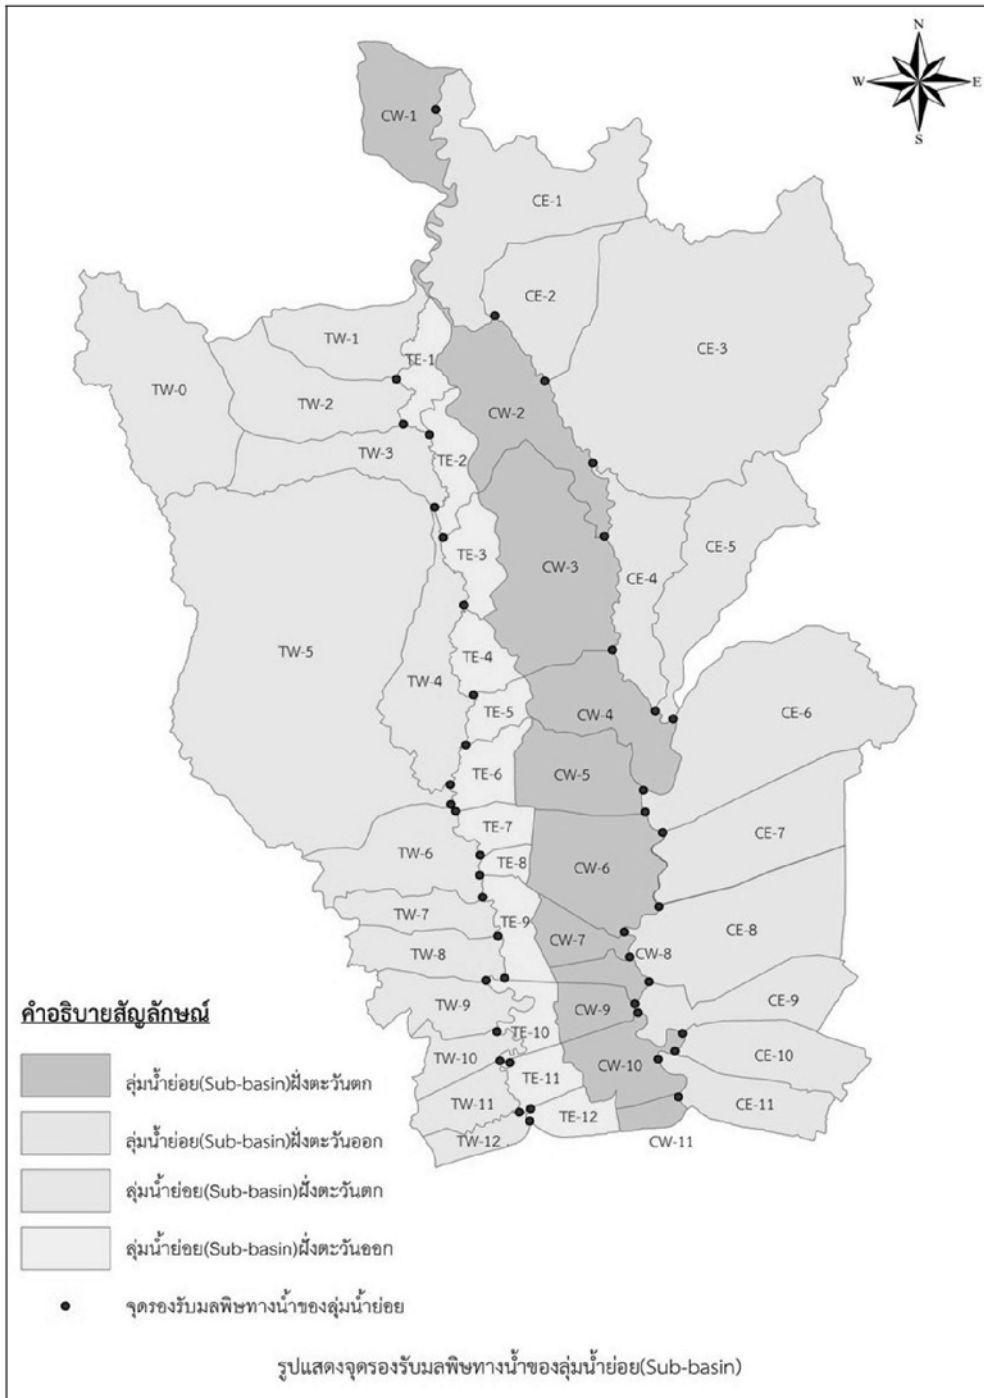 N
W E
S
CW-1
CE-1
CE-2
CE-3
TW-1
TE-1
TW-0
TW-2
CW-2
TW-3
TE-2
CE-5
TE-3
CW-3
CE-4
TW-5
TE-4
TW-4
TE-5
CW-4
CE-6
TE-6
CW-5
TE-7
CE-7
TW-6
TE-8
CW-6
TW-7
TE-9
CW-7
CE-8
TW-8
CW-8
TW-9
CW-9
CE-9
TE-10
TW-10
CW-10
CE-10
TE-11
TW-11
CE-11
TE-12
TW-12
CW-11
คำอธิบายสัญลักษณ์
ลุ่มน้ำย่อย(Sub-basin)ฝั่งตะวันตก
ลุ่มน้ำย่อย(Sub-basin)ฝั่งตะวันออก
ลุ่มน้ำย่อย(Sub-basin)ฝั่งตะวันตก
ลุ่มน้ำย่อย(Sub-basin)ฝั่งตะวันออก
จุดรองรับมลพิษทางน้ำของลุ่มน้ำย่อย
รูปแสดงจุดรองรับมลพิษทางน้ำของลุ่มน้ำย่อย(Sub-basin)